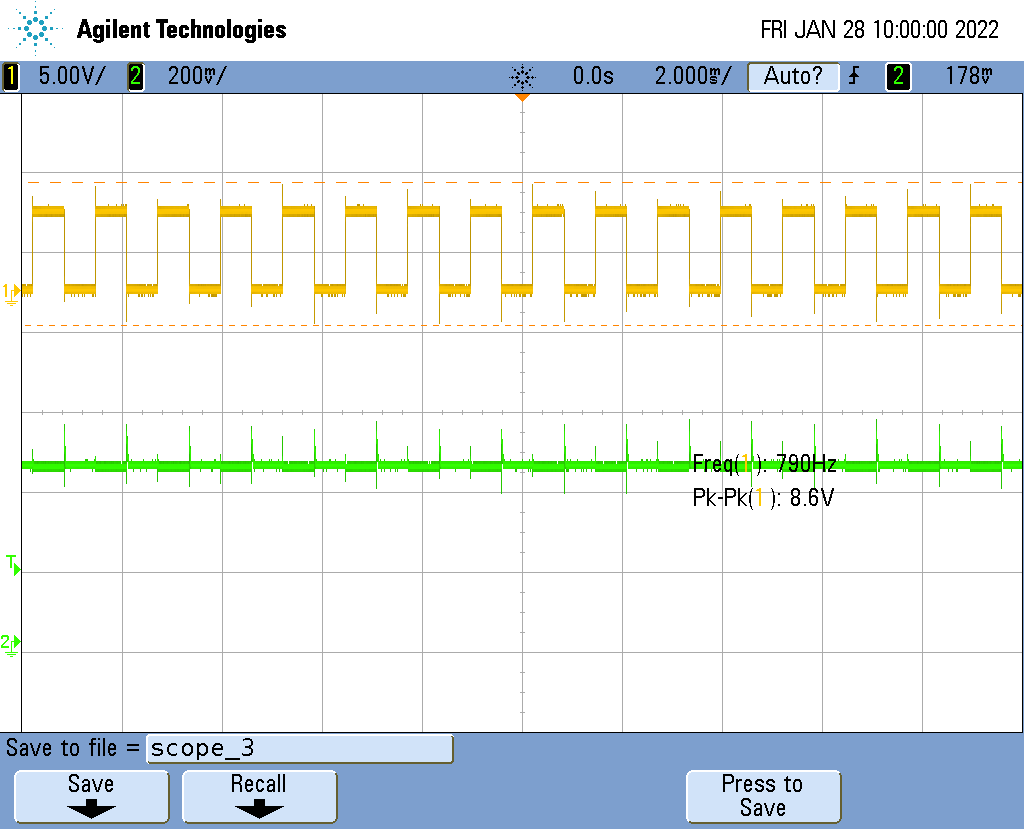 Agilent Technologies FRI JAN 28 10:00:00 2022
1 5.00V/ 2 200mV/ 0.0s 2.000ms/ Auto? 2 178mV
1
Freq(1): 790Hz
Pk-Pk(1): 8.6V
T
2
Save to file = scope_3
Save Recall Press to
Save